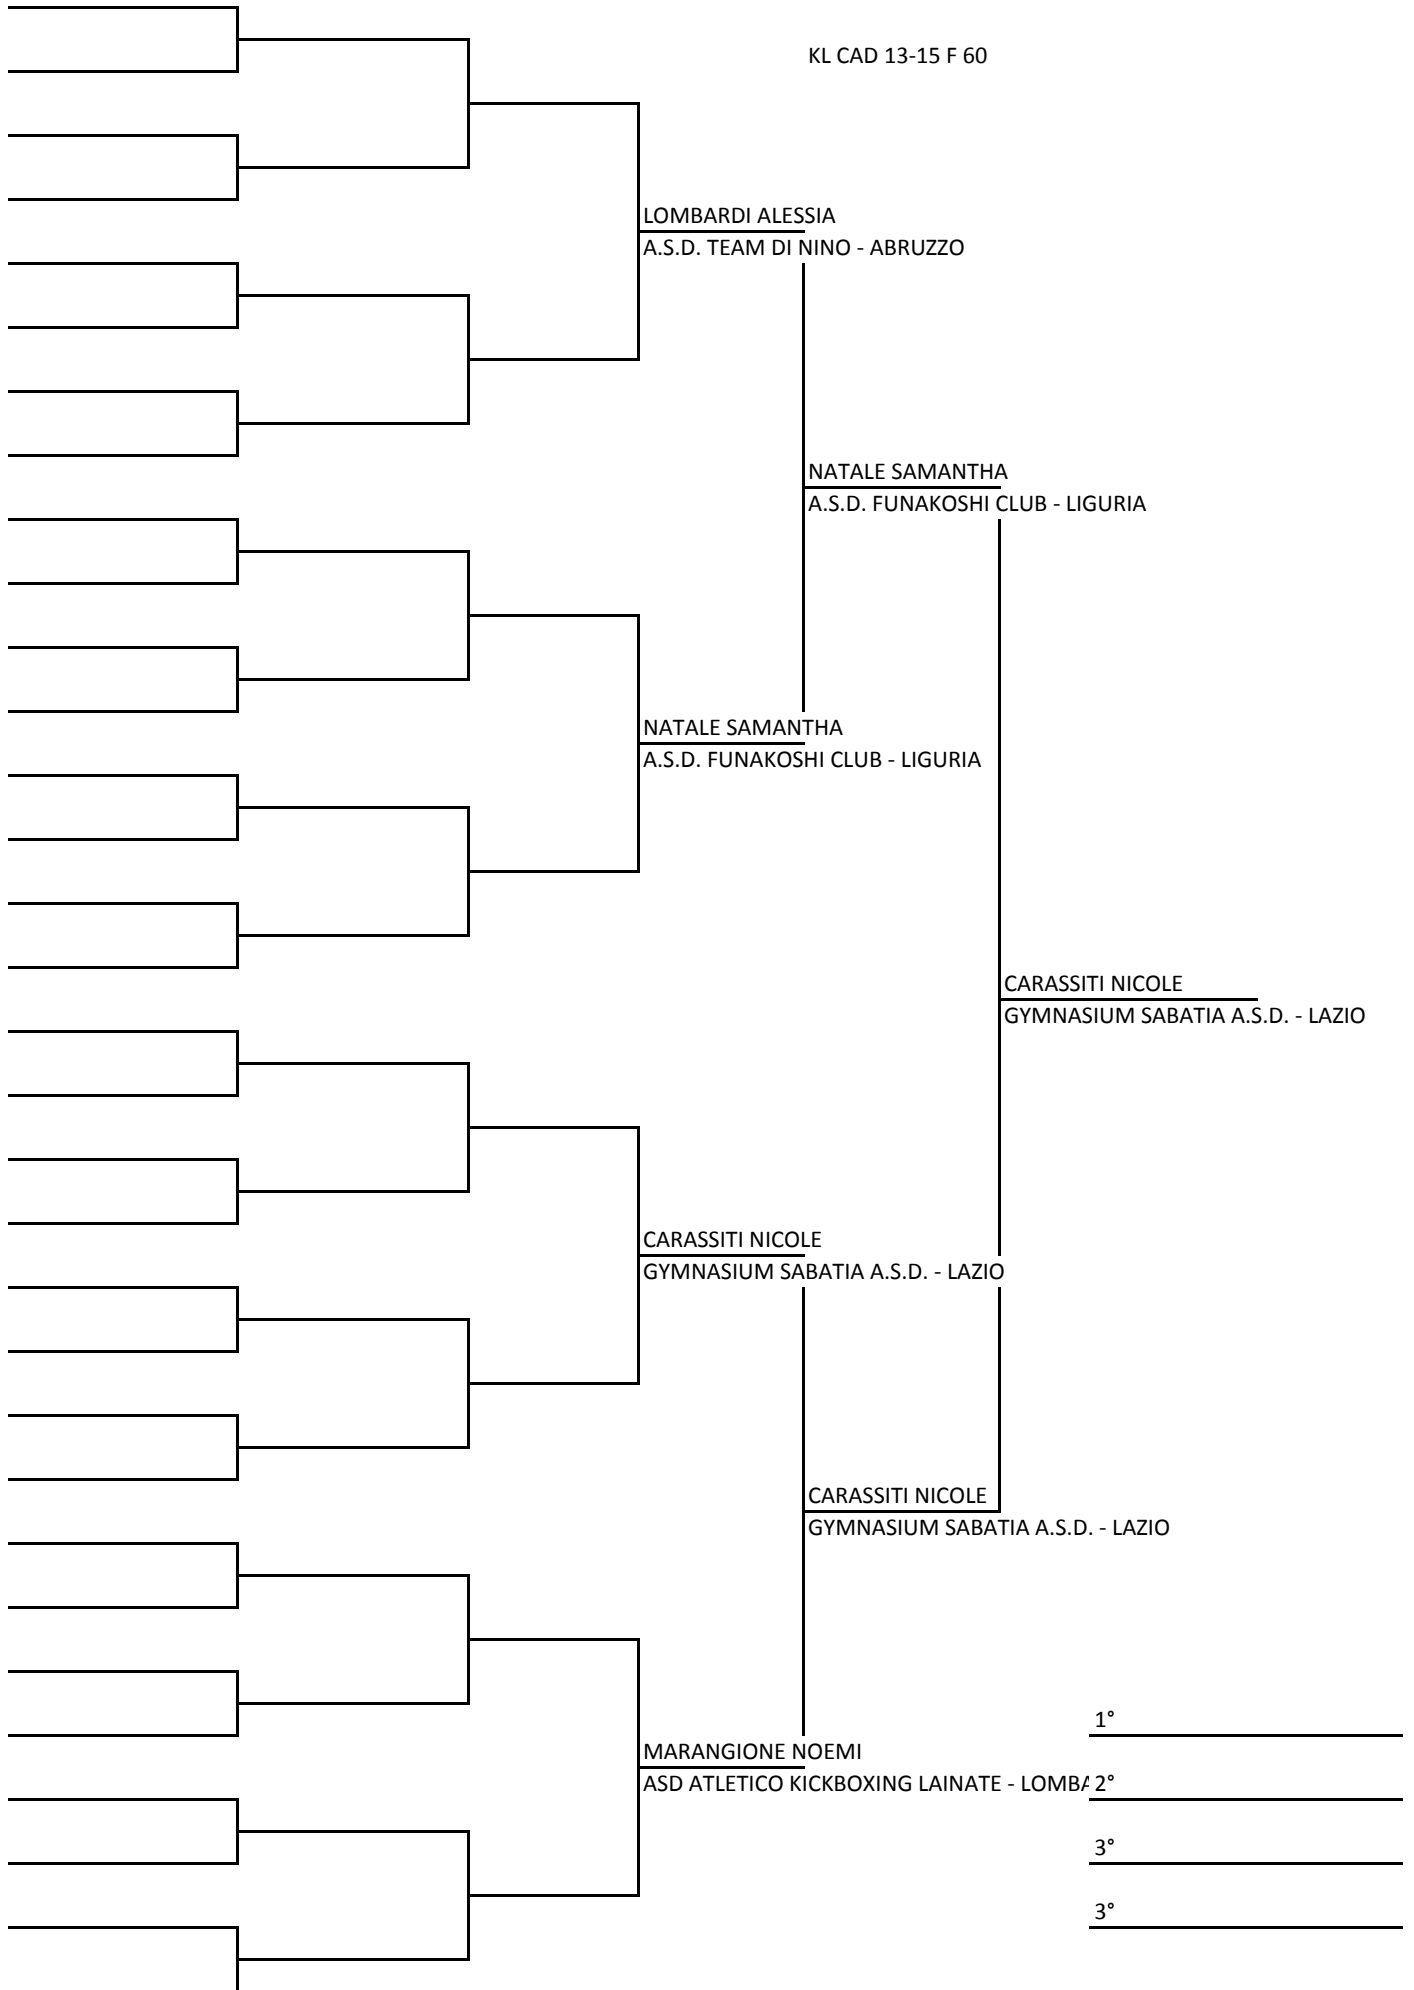 KL CAD 13-15 F 60
LOMBARDI ALESSIA
A.S.D. TEAM DI NINO - ABRUZZO
NATALE SAMANTHA
A.S.D. FUNAKOSHI CLUB - LIGURIA
NATALE SAMANTHA
A.S.D. FUNAKOSHI CLUB - LIGURIA
CARASSITI NICOLE
GYMNASIUM SABATIA A.S.D. - LAZIO
CARASSITI NICOLE
GYMNASIUM SABATIA A.S.D. - LAZIO
CARASSITI NICOLE
GYMNASIUM SABATIA A.S.D. - LAZIO
1°
MARANGIONE NOEMI
ASD ATLETICO KICKBOXING LAINATE - LOMBA
2°
3°
3°